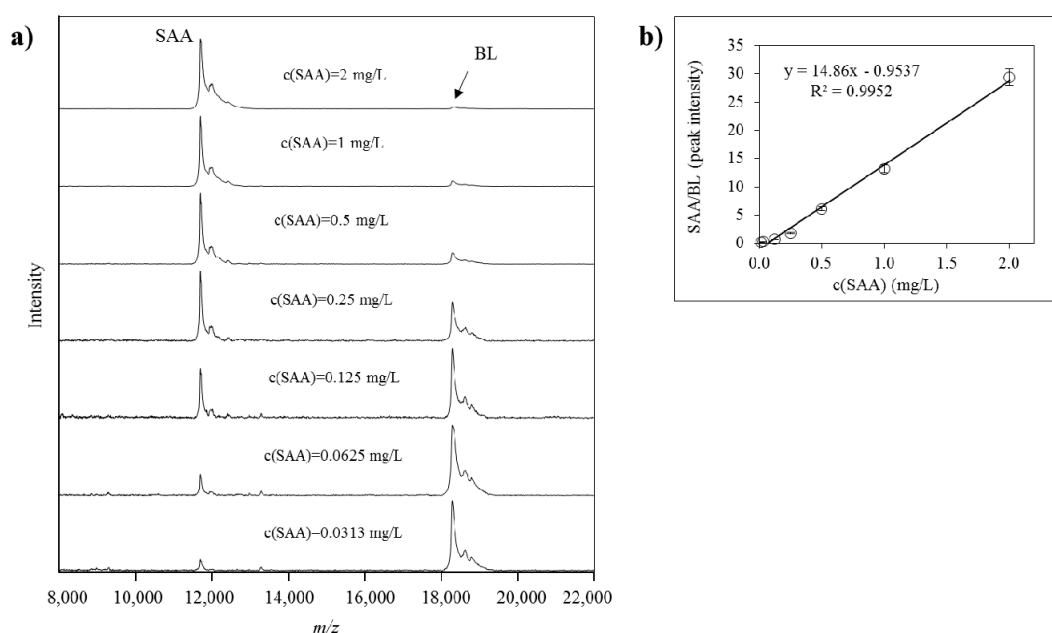 a)
SAA
BL
c(SAA)=2 mg/L
c(SAA)=1 mg/L
c(SAA)=0.5 mg/L
c(SAA)=0.25 mg/L
c(SAA)=0.125 mg/L
c(SAA)=0.0625 mg/L
c(SAA)=0.0313 mg/L
Intensity
8,000 10,000 12,000 14,000 16,000 18,000 20,000 22,000
m/z
b)
35
30
25
20
15
10
5
0
y = 14.86x - 0.9537
R² = 0.9952
SAA/BL (peak intensity)
0.0 0.5 1.0 1.5 2.0
c(SAA) (mg/L)